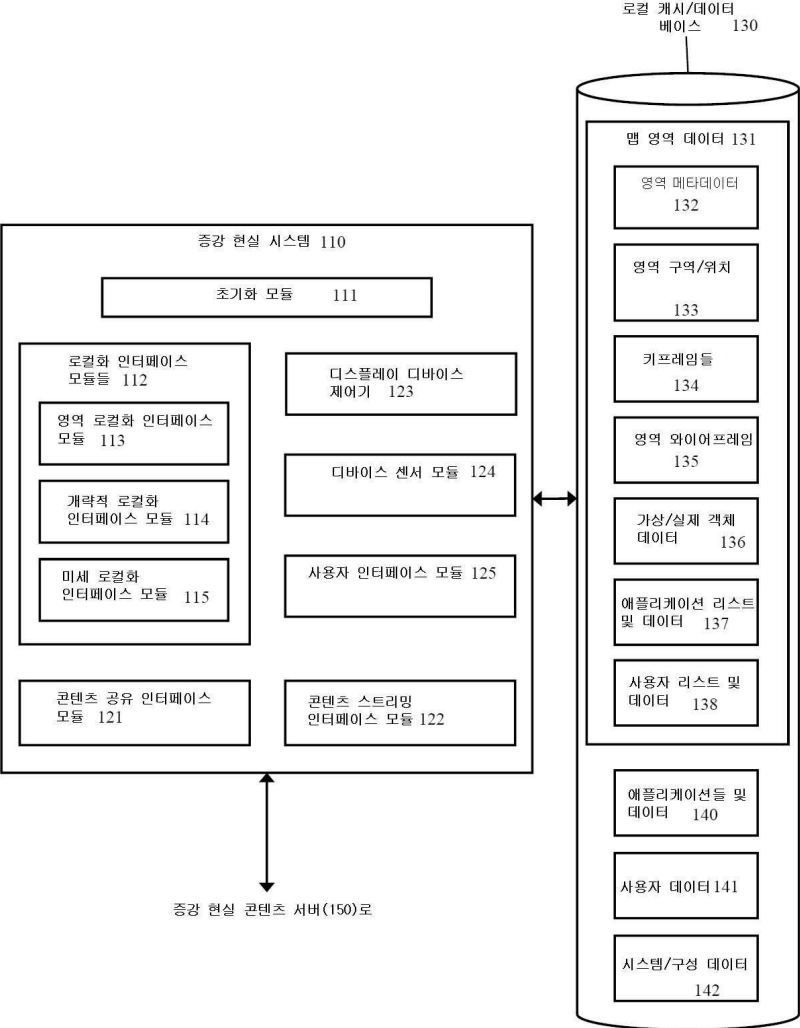 로컬 캐시/데이터
베이스 130
맵 영역 데이터 131
영역 메타데이터
132
영역 구역/위치
133
키프레임들
134
영역 와이어프레임
135
가상/실제 객체
데이터 136
애플리케이션 리스트
및 데이터 137
사용자 리스트 및
데이터 138
애플리케이션들 및
데이터 140
사용자 데이터 141
시스템/구성 데이터
142
증강 현실 시스템 110
초기화 모듈 111
로컬화 인터페이스
모듈들 112
영역 로컬화 인터페이스
모듈 113
개략적 로컬화
인터페이스 모듈 114
미세 로컬화
인터페이스 모듈 115
디스플레이 디바이스
제어기 123
디바이스 센서 모듈 124
사용자 인터페이스 모듈 125
콘텐츠 공유 인터페이스
모듈 121
콘텐츠 스트리밍
인터페이스 모듈 122
증강 현실 콘텐츠 서버(150)로